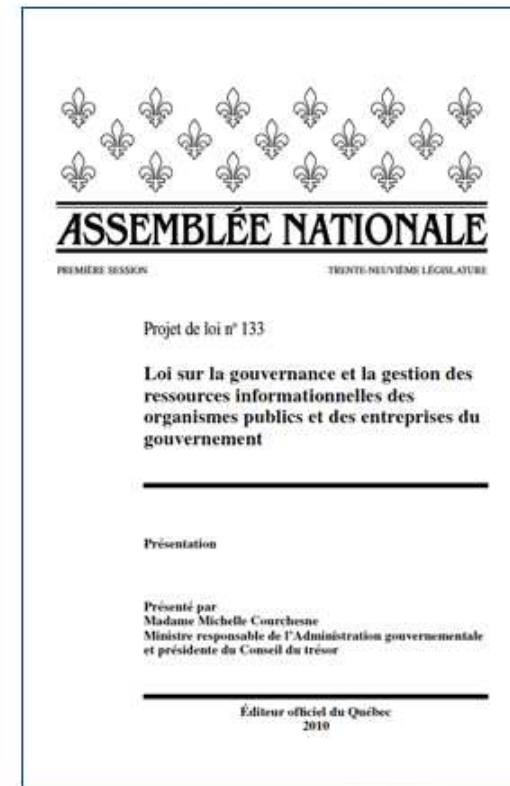 ASSEMBLÉE NATIONALE
PREMIÈRE SESSION TRENTE-NEUVIÈME LÉGISLATURE
Projet de loi nº 133
Loi sur la gouvernance et la gestion des
ressources informationnelles des
organismes publics et des entreprises du
gouvernement
Présentation
Présenté par
Madame Michelle Courchesne
Ministre responsable de l'Administration gouvernementale
et présidente du Conseil du trésor
Éditeur officiel du Québec
2010